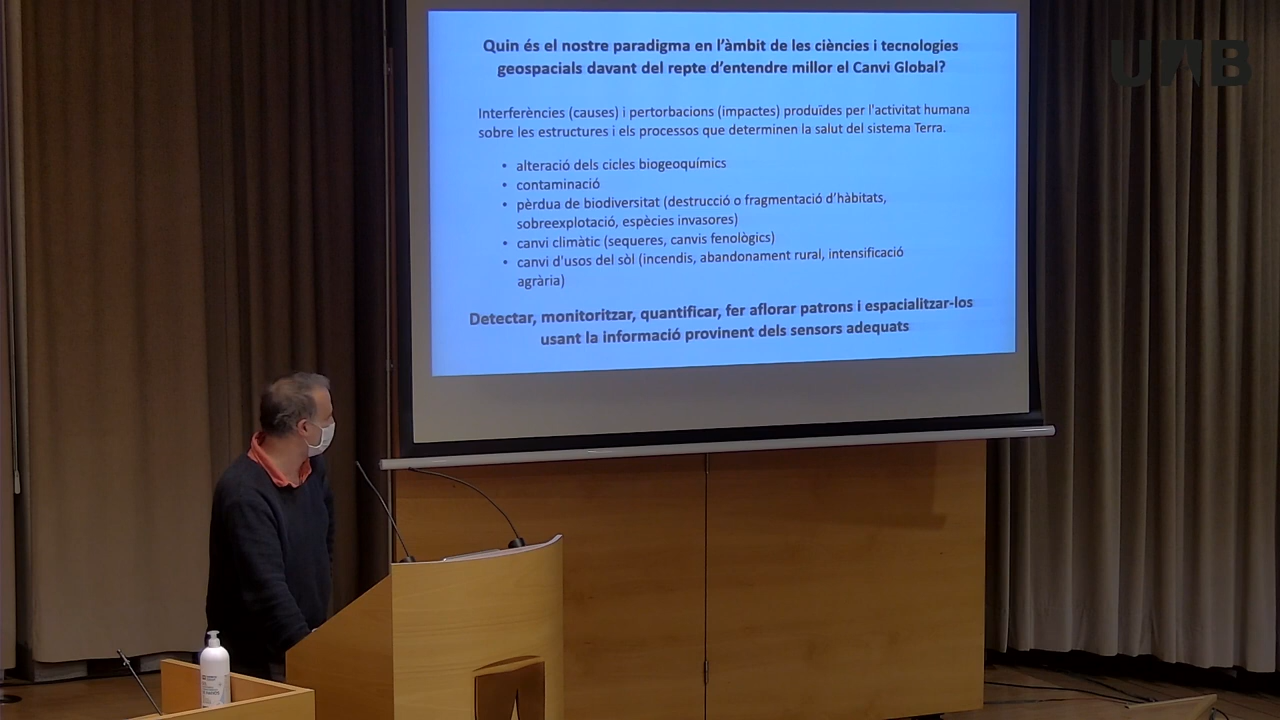 Quin és el nostre paradigma en l'àmbit de les ciències i tecnologies
geospacials davant del repte d'entendre millor el Canvi Global?
Interferències (causes) i pertorbacions (impactes) produïdes per l'activitat humana
sobre les estructures i els processos que determinen la salut del sistema Terra.
• alteració dels cicles biogeoquímics
• contaminació
• pèrdua de biodiversitat (destrucció o fragmentació d'hàbitats,
sobreexplotació, espècies invasores)
• canvi climàtic (sequeres, canvis fenològics)
• canvi d'usos del sòl (incendis, abandonament rural, intensificació
agrària)
Detectar, monitoritzar, quantificar, fer aflorar patrons i espacialitzar-los
usant la informació provinent dels sensors adequats
UAB